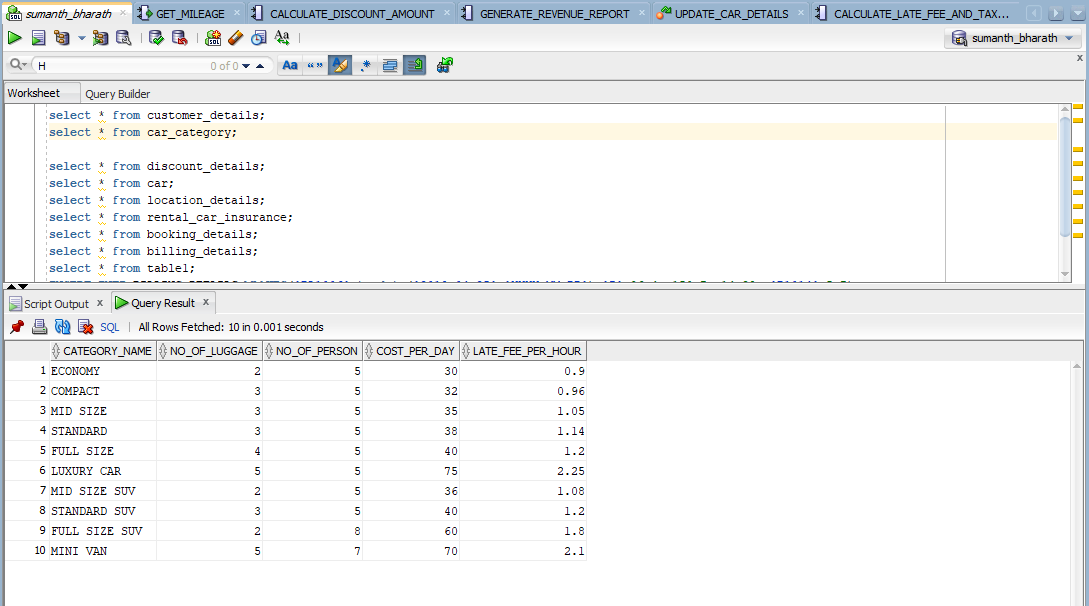 sumanth_bharath GET_MILEAGE CALCULATE_DISCOUNT_AMOUNT GENERATE_REVENUE_REPORT UPDATE_CAR_DETAILS CALCULATE_LATE_FEE_AND_TAX...
sumanth_bharath
H 0 of 0 Aa “” .*
Worksheet Query Builder
select * from customer_details;
select * from car_category;
select * from discount_details;
select * from car;
select * from location_details;
select * from rental_car_insurance;
select * from booking_details;
select * from billing_details;
select * from table1;
Script Output x Query Result x
SQL | All Rows Fetched: 10 in 0.001 seconds
CATEGORY_NAME NO_OF_LUGGAGE NO_OF_PERSON COST_PER_DAY LATE_FEE_PER_HOUR
1 ECONOMY 2 5 30 0.9
2 COMPACT 3 5 32 0.96
3 MID SIZE 3 5 35 1.05
4 STANDARD 3 5 38 1.14
5 FULL SIZE 4 5 40 1.2
6 LUXURY CAR 5 5 75 2.25
7 MID SIZE SUV 2 5 36 1.08
8 STANDARD SUV 3 5 40 1.2
9 FULL SIZE SUV 2 8 60 1.8
10 MINI VAN 5 7 70 2.1